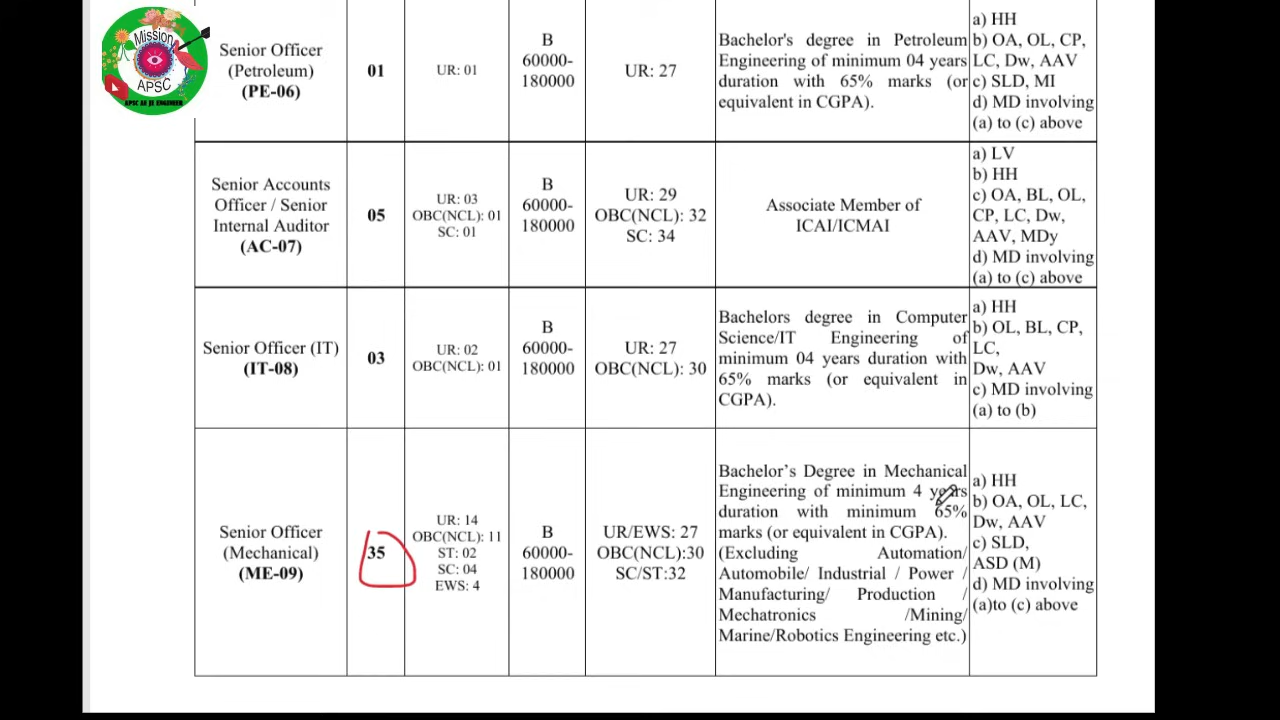 Mission
APSC
APSC AE JE ENGINEER
Senior Officer
(Petroleum)
(PE-06)
01
UR: 01
B
60000-
180000
UR: 27
Bachelor's degree in Petroleum
Engineering of minimum 04 years
duration with 65% marks (or
equivalent in CGPA).
a) HH
b) OA, OL, CP,
LC, Dw, AAV
c) SLD, MI
d) MD involving
(a) to (c) above
Senior Accounts
Officer / Senior
Internal Auditor
(AC-07)
05
UR: 03
OBC(NCL): 01
SC: 01
B
60000-
180000
UR: 29
OBC(NCL): 32
SC: 34
Associate Member of
ICAI/ICMAI
a) LV
b) HH
c) OA, BL, OL,
CP, LC, Dw,
AAV, MDy
d) MD involving
(a) to (c) above
Senior Officer (IT)
(IT-08)
03
UR: 02
OBC(NCL): 01
B
60000-
180000
UR: 27
OBC(NCL): 30
Bachelors degree in Computer
Science/IT Engineering of
minimum 04 years duration with
65% marks (or equivalent in
CGPA).
a) HH
b) OL, BL, CP,
LC,
Dw, AAV
c) MD involving
(a) to (b)
Senior Officer
(Mechanical)
(ME-09)
35
UR: 14
OBC(NCL): 11
ST: 02
SC: 04
EWS: 4
B
60000-
180000
UR/EWS: 27
OBC(NCL):30
SC/ST:32
Bachelor’s Degree in Mechanical
Engineering of minimum 4 years
duration with minimum 65%
marks (or equivalent in CGPA).
(Excluding Automation/
Automobile/ Industrial / Power /
Manufacturing/ Production /
Mechatronics /Mining/
Marine/Robotics Engineering etc.)
a) HH
b) OA, OL, LC,
Dw, AAV
c) SLD,
ASD (M)
d) MD involving
(a)to (c) above